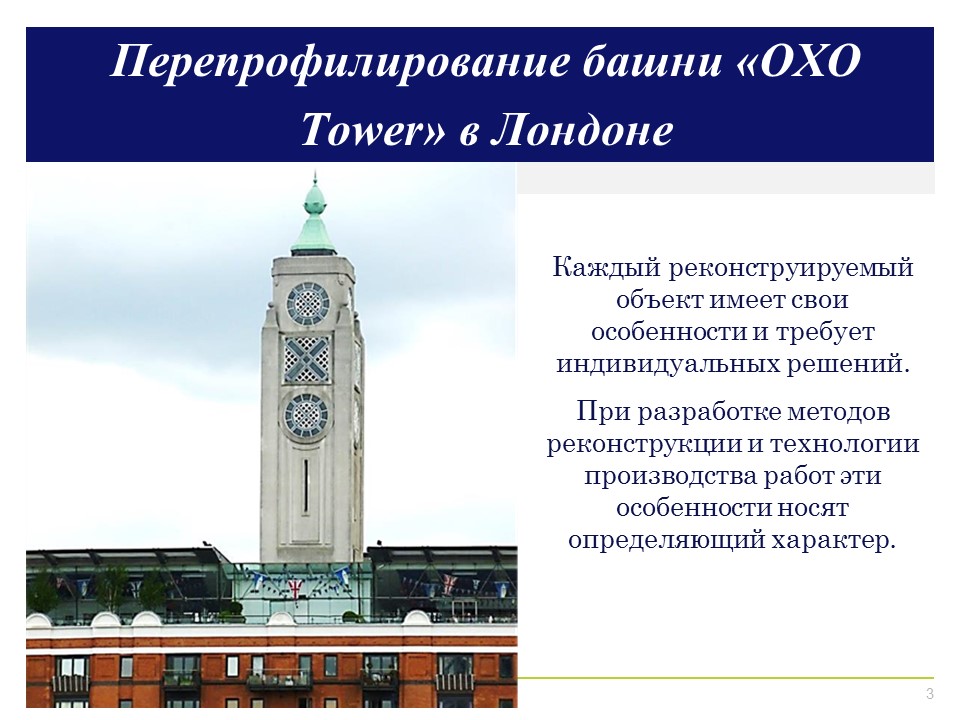 Перепрофилирование башни «ОХО
Tower» в Лондоне
Каждый реконструируемый
объект имеет свои
особенности и требует
индивидуальных решений.
При разработке методов
реконструкции и технологии
производства работ эти
особенности носят
определяющий характер.
3